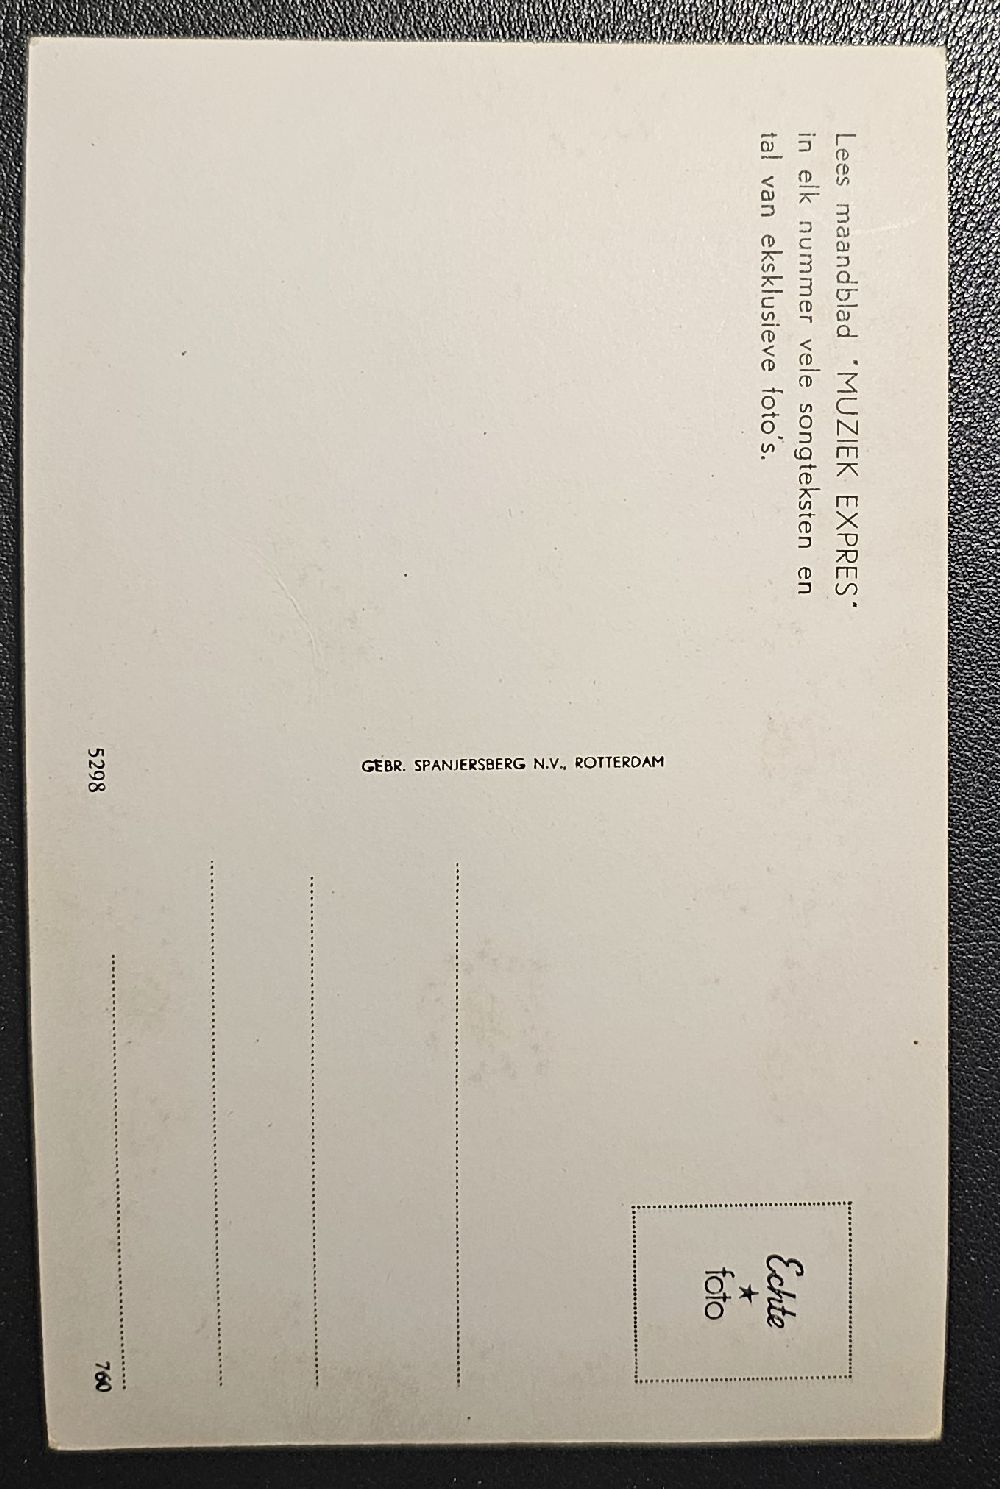 Lees maandblad "MUZIEK EXPRES"
in elk nummer vele songteksten en
tal van eksklusieve foto's.
GEBR. SPANJERSBERG N.V., ROTTERDAM
Echte
★
foto
5298
760